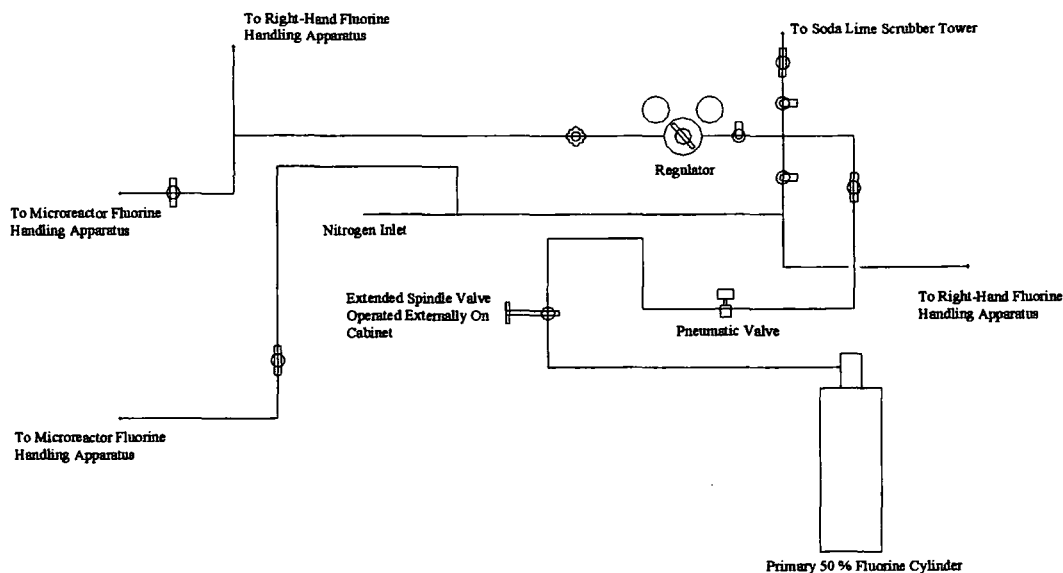 To Right-Hand Fluorine
Handling Apparatus
To Soda Lime Scrubber Tower
Regulator
To Microreactor Fluorine
Handling Apparatus
Nitrogen Inlet
Extended Spindle Valve
Operated Externally On
Cabinet
Pneumatic Valve
To Right-Hand Fluorine
Handling Apparatus
To Microreactor Fluorine
Handling Apparatus
Primary 50 % Fluorine Cylinder